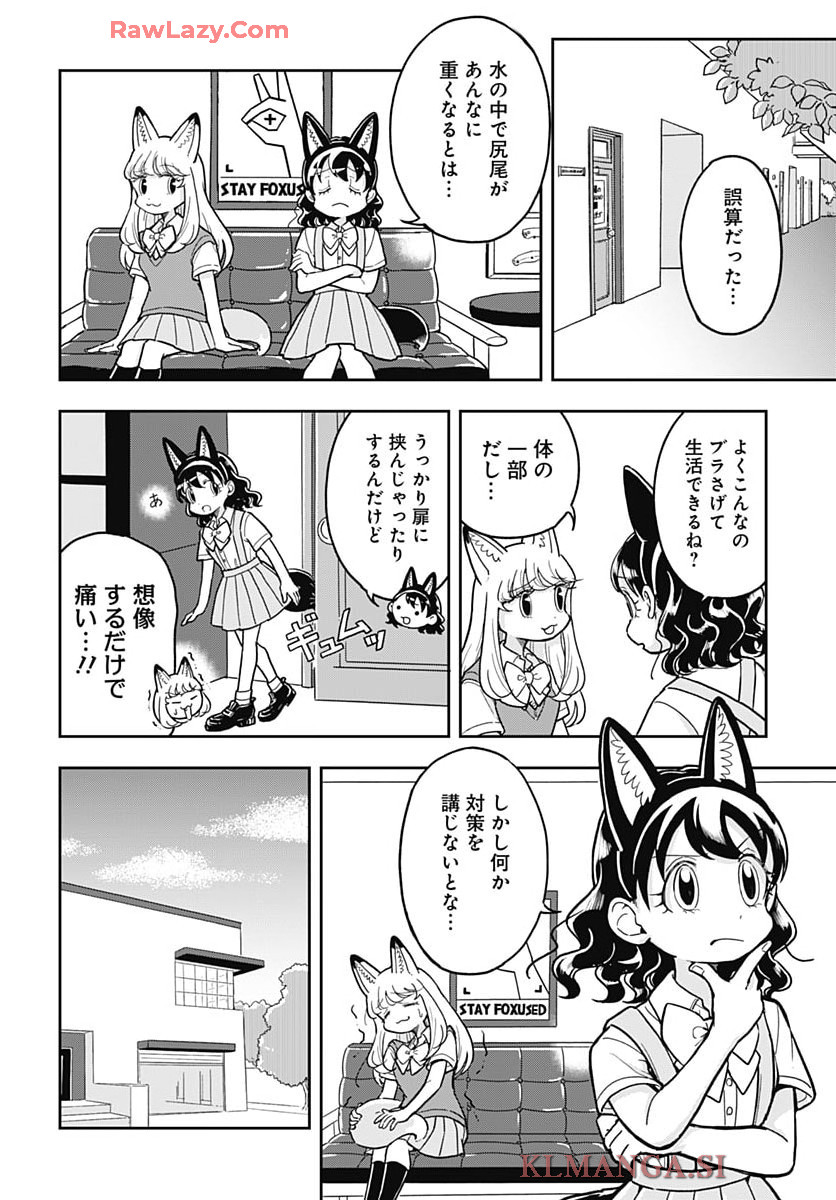 RawLazy.Com
誤算だった…
水の中で尻尾が
あんなに
重くなるとは…
STAY FOXUS
よくこんなの
ブラさげて
生活できるね?
体の
一部
だし…
うっかり扉に
挟んじゃったり
するんだけど
あ
ギュムッ
想像
するだけで
痛い…!!
しかし何か
対策を
講じないとな…
STAY FOXUSED
KLMANGA.SI